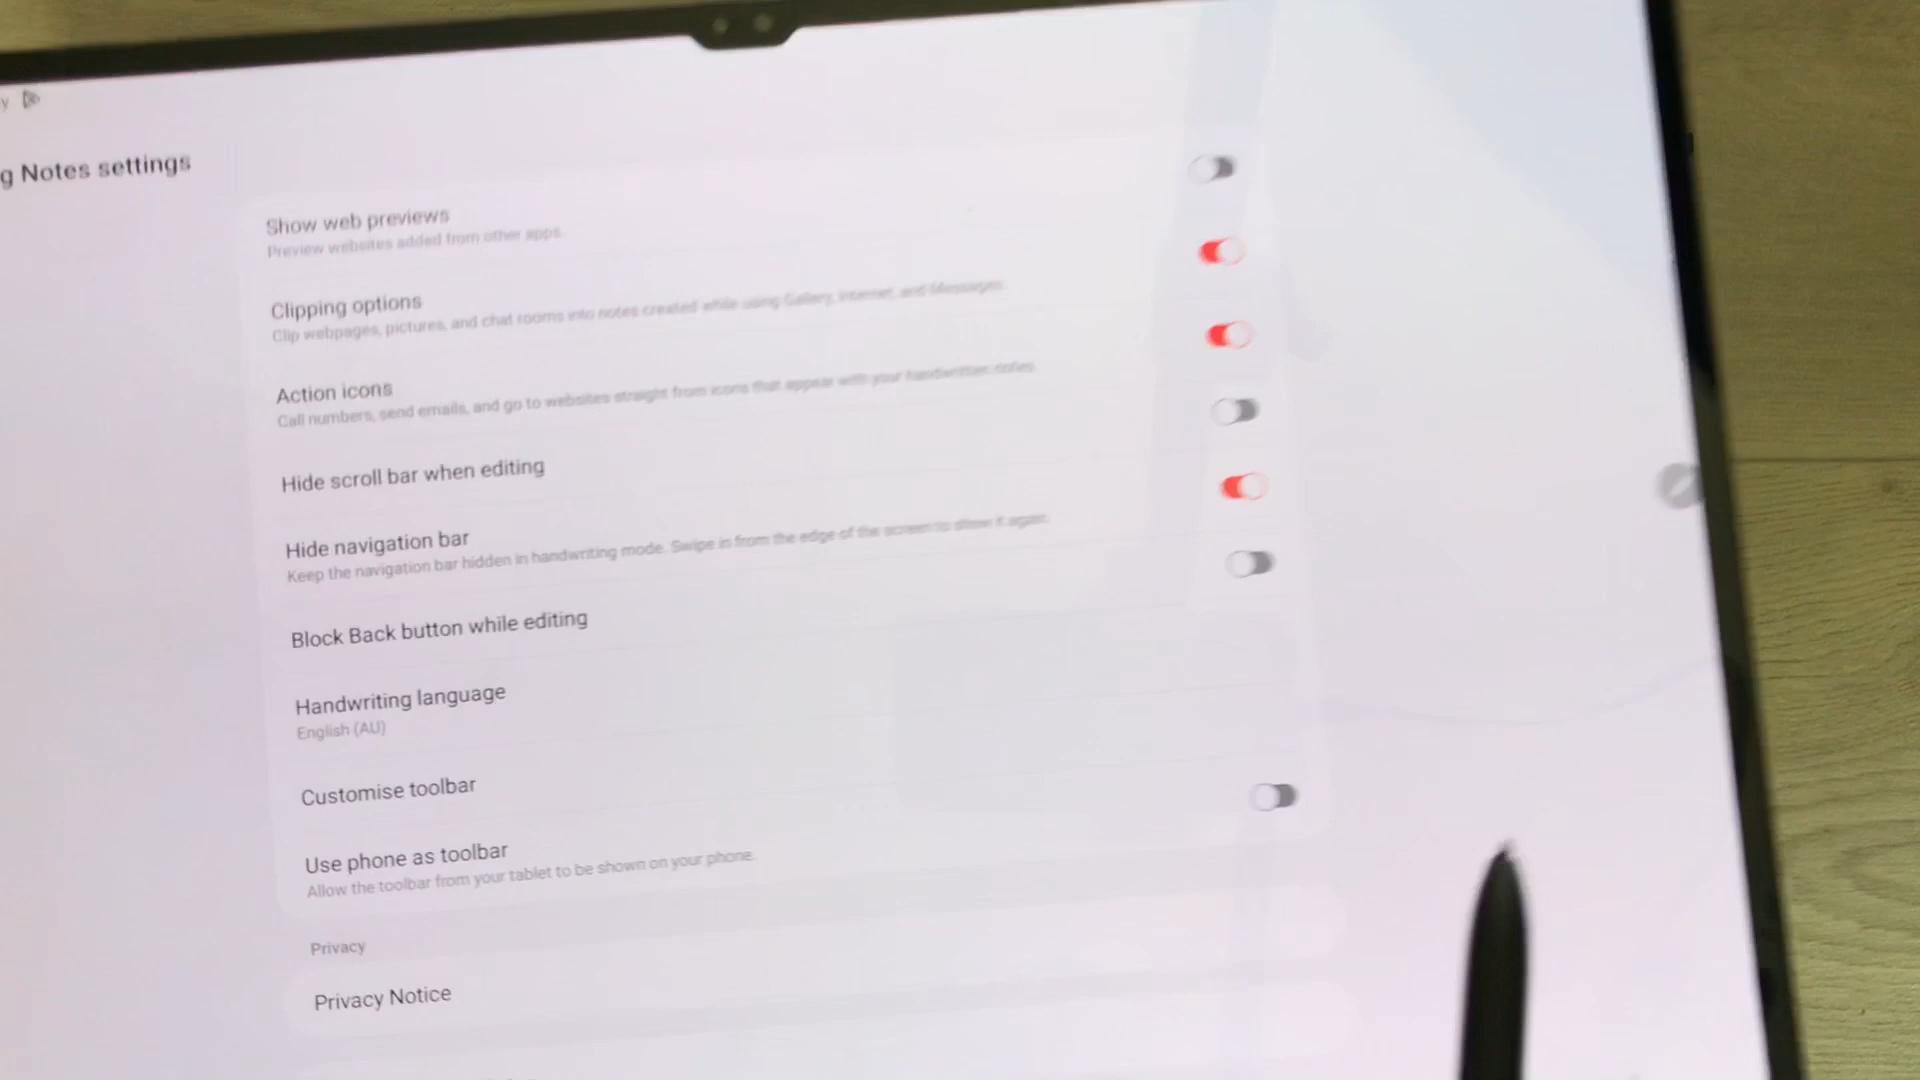 y
g Notes settings
Show web previews
Preview websites added from other apps.
Clipping options
Clip webpages, pictures, and chat rooms into notes created while using Gallery, Internet, and Messages.
Action icons
Call numbers, send emails, and go to websites straight from icons that appear with your handwritten notes.
Hide scroll bar when editing
Hide navigation bar
Keep the navigation bar hidden in handwriting mode. Swipe in from the edge of the screen to show it again.
Block Back button while editing
Handwriting language
English (AU)
Customise toolbar
Use phone as toolbar
Allow the toolbar from your tablet to be shown on your phone.
Privacy
Privacy Notice